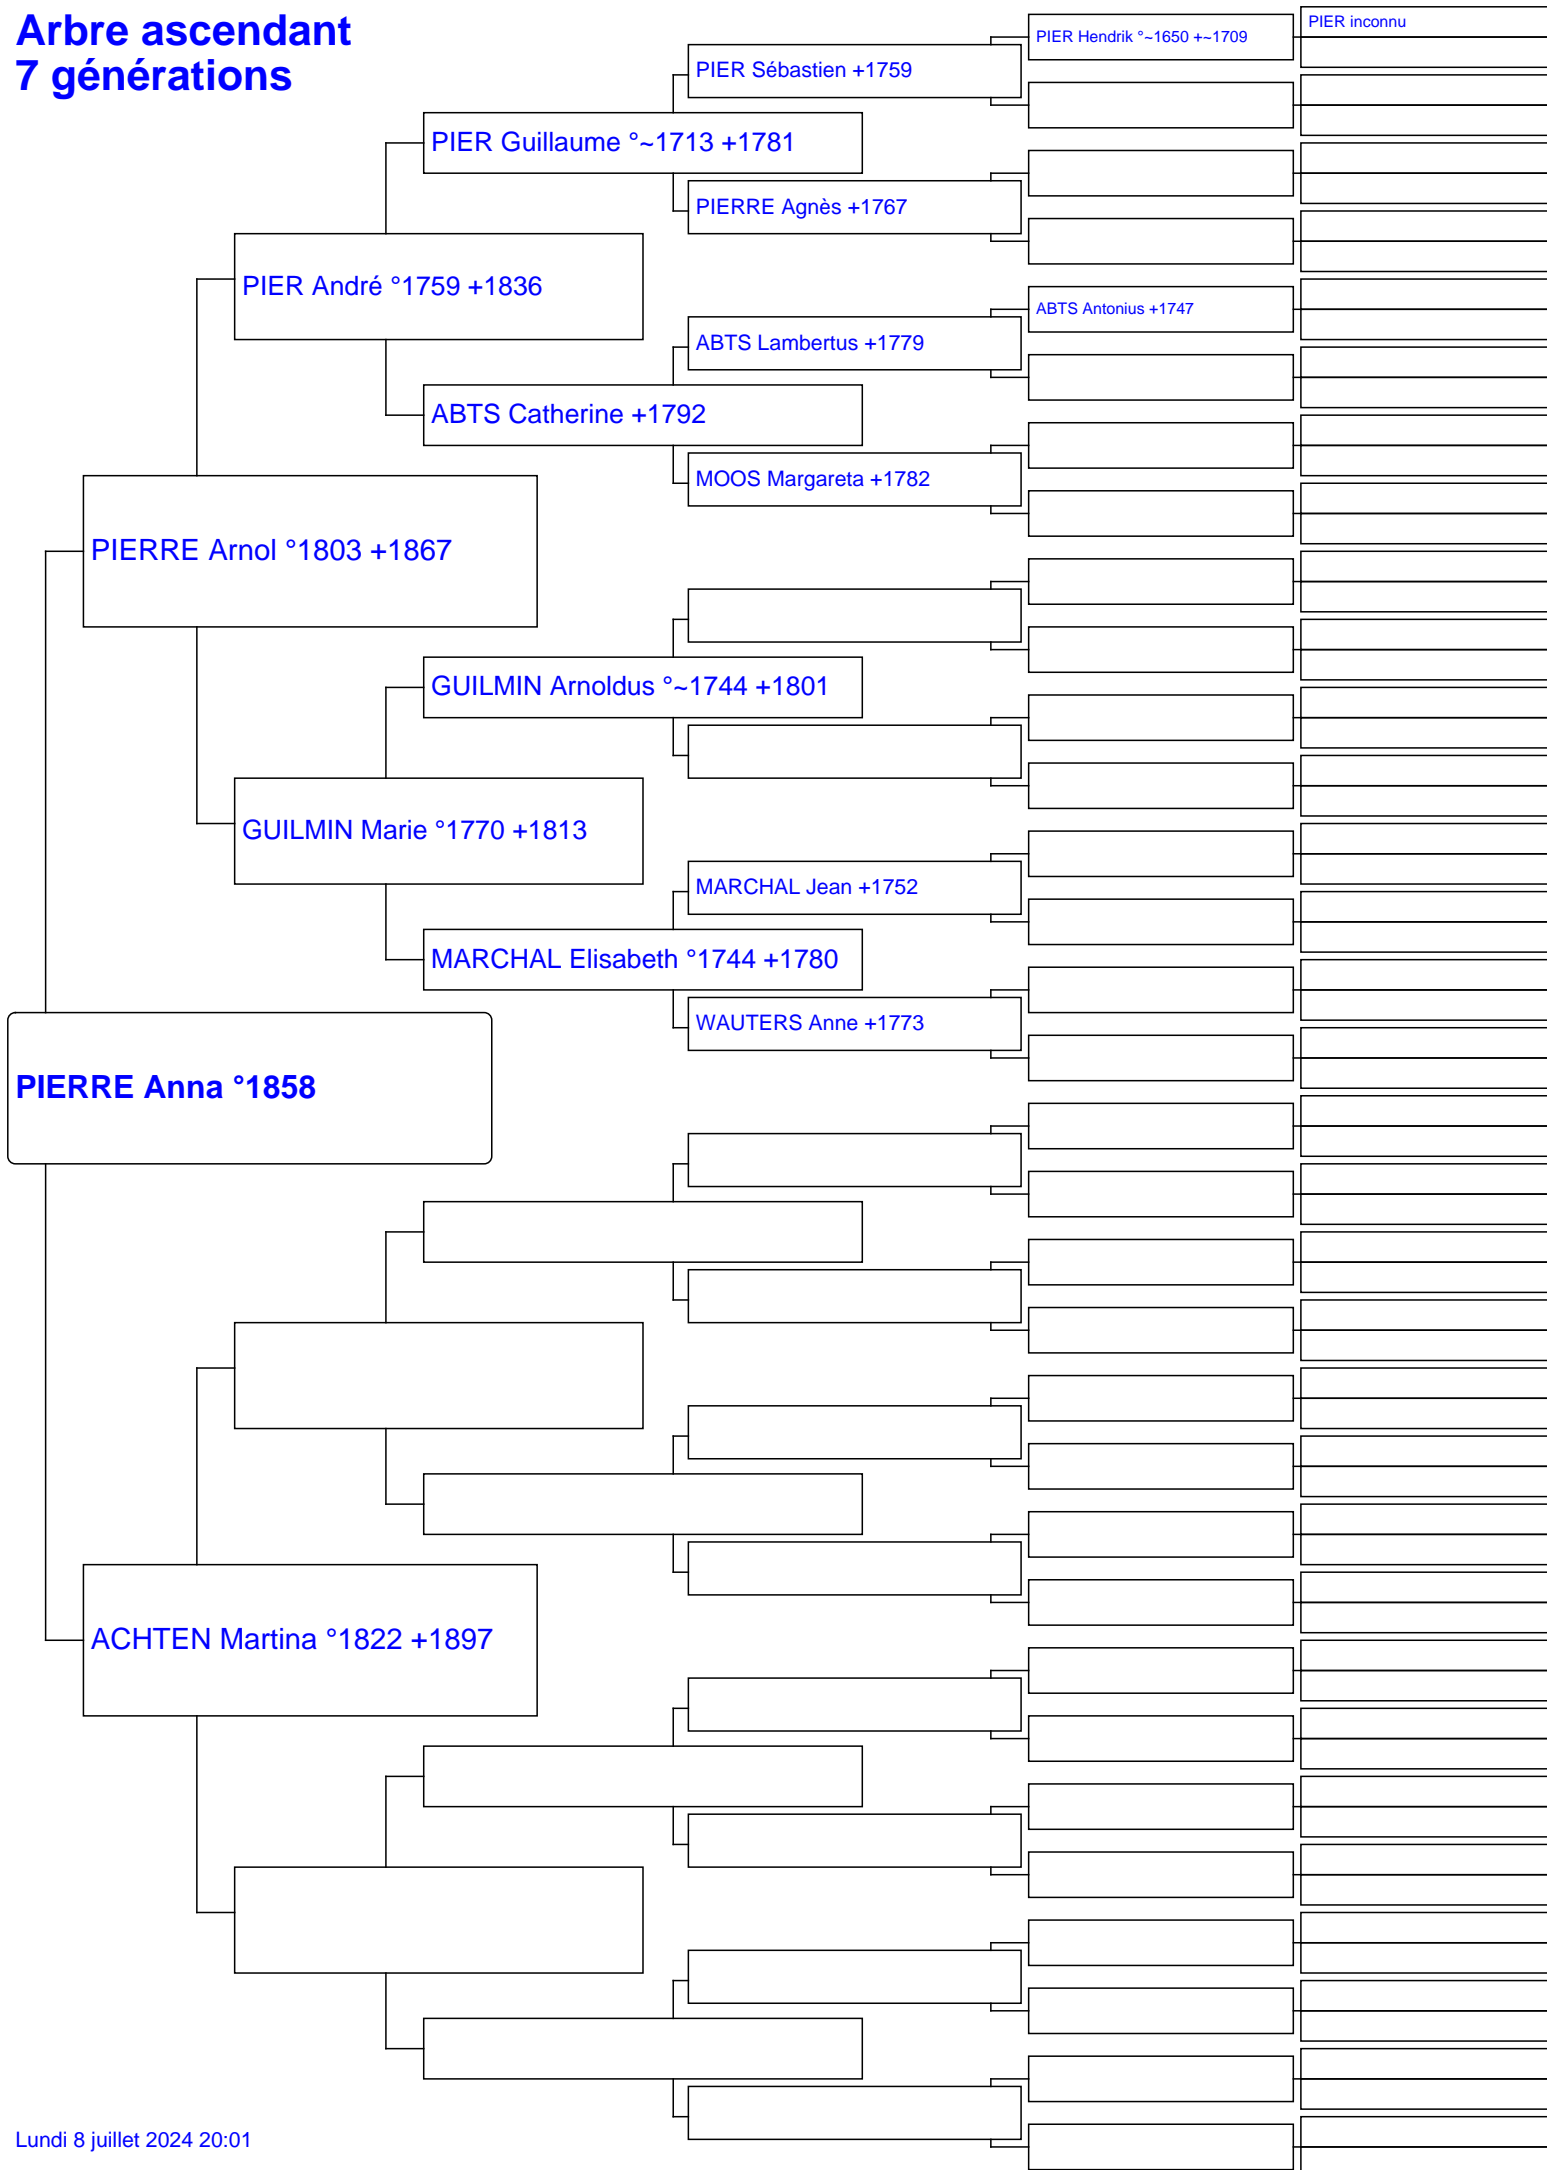 Arbre ascendant
7 générations
PIER inconnu
PIER Hendrik °~1650 +~1709
PIER Sébastien +1759
PIER Guillaume °~1713 +1781
PIERRE Agnès +1767
PIER André °1759 +1836
ABTS Antonius +1747
ABTS Lambertus +1779
ABTS Catherine +1792
MOOS Margareta +1782
PIERRE Arnol °1803 +1867
GUILMIN Arnoldus °~1744 +1801
GUILMIN Marie °1770 +1813
MARCHAL Jean +1752
MARCHAL Elisabeth °1744 +1780
WAUTERS Anne +1773
PIERRE Anna °1858
ACHTEN Martina °1822 +1897
Lundi 8 juillet 2024 20:01